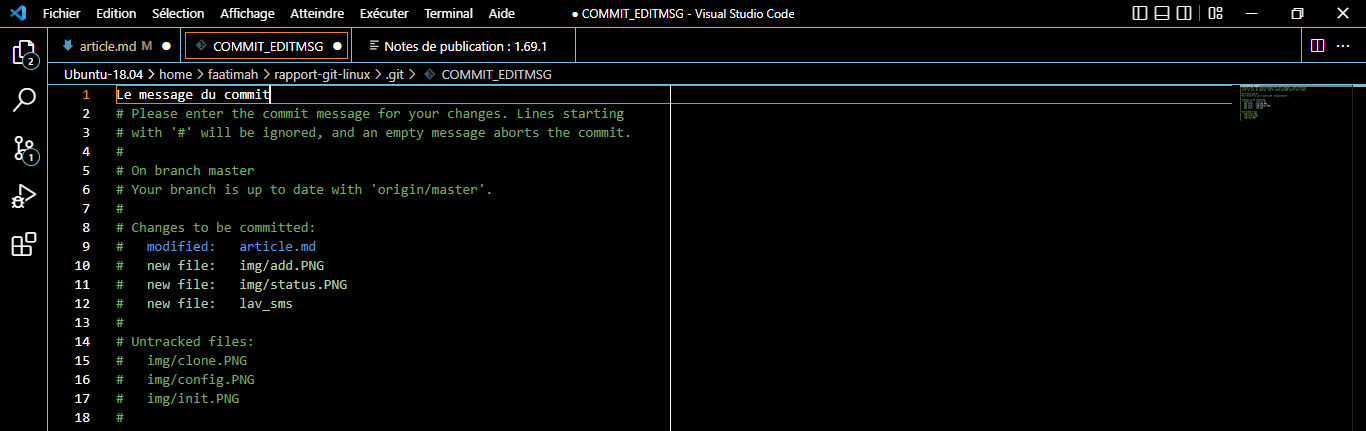 Fichier Edition Sélection Affichage Atteindre Exécuter Terminal Aide ● COMMIT_EDITMSG - Visual Studio Code
article.md M ● COMMIT_EDITMSG ● Notes de publication : 1.69.1
Ubuntu-18.04 > home > faatimah > rapport-git-linux > .git > COMMIT_EDITMSG
2
1
1 Le message du commit
2 # Please enter the commit message for your changes. Lines starting
3 # with '#' will be ignored, and an empty message aborts the commit.
4 #
5 # On branch master
6 # Your branch is up to date with 'origin/master'.
7 #
8 # Changes to be committed:
9 #   modified:   article.md
10 #   new file:   img/add.PNG
11 #   new file:   img/status.PNG
12 #   new file:   lav_sms
13 #
14 # Untracked files:
15 #   img/clone.PNG
16 #   img/config.PNG
17 #   img/init.PNG
18 #